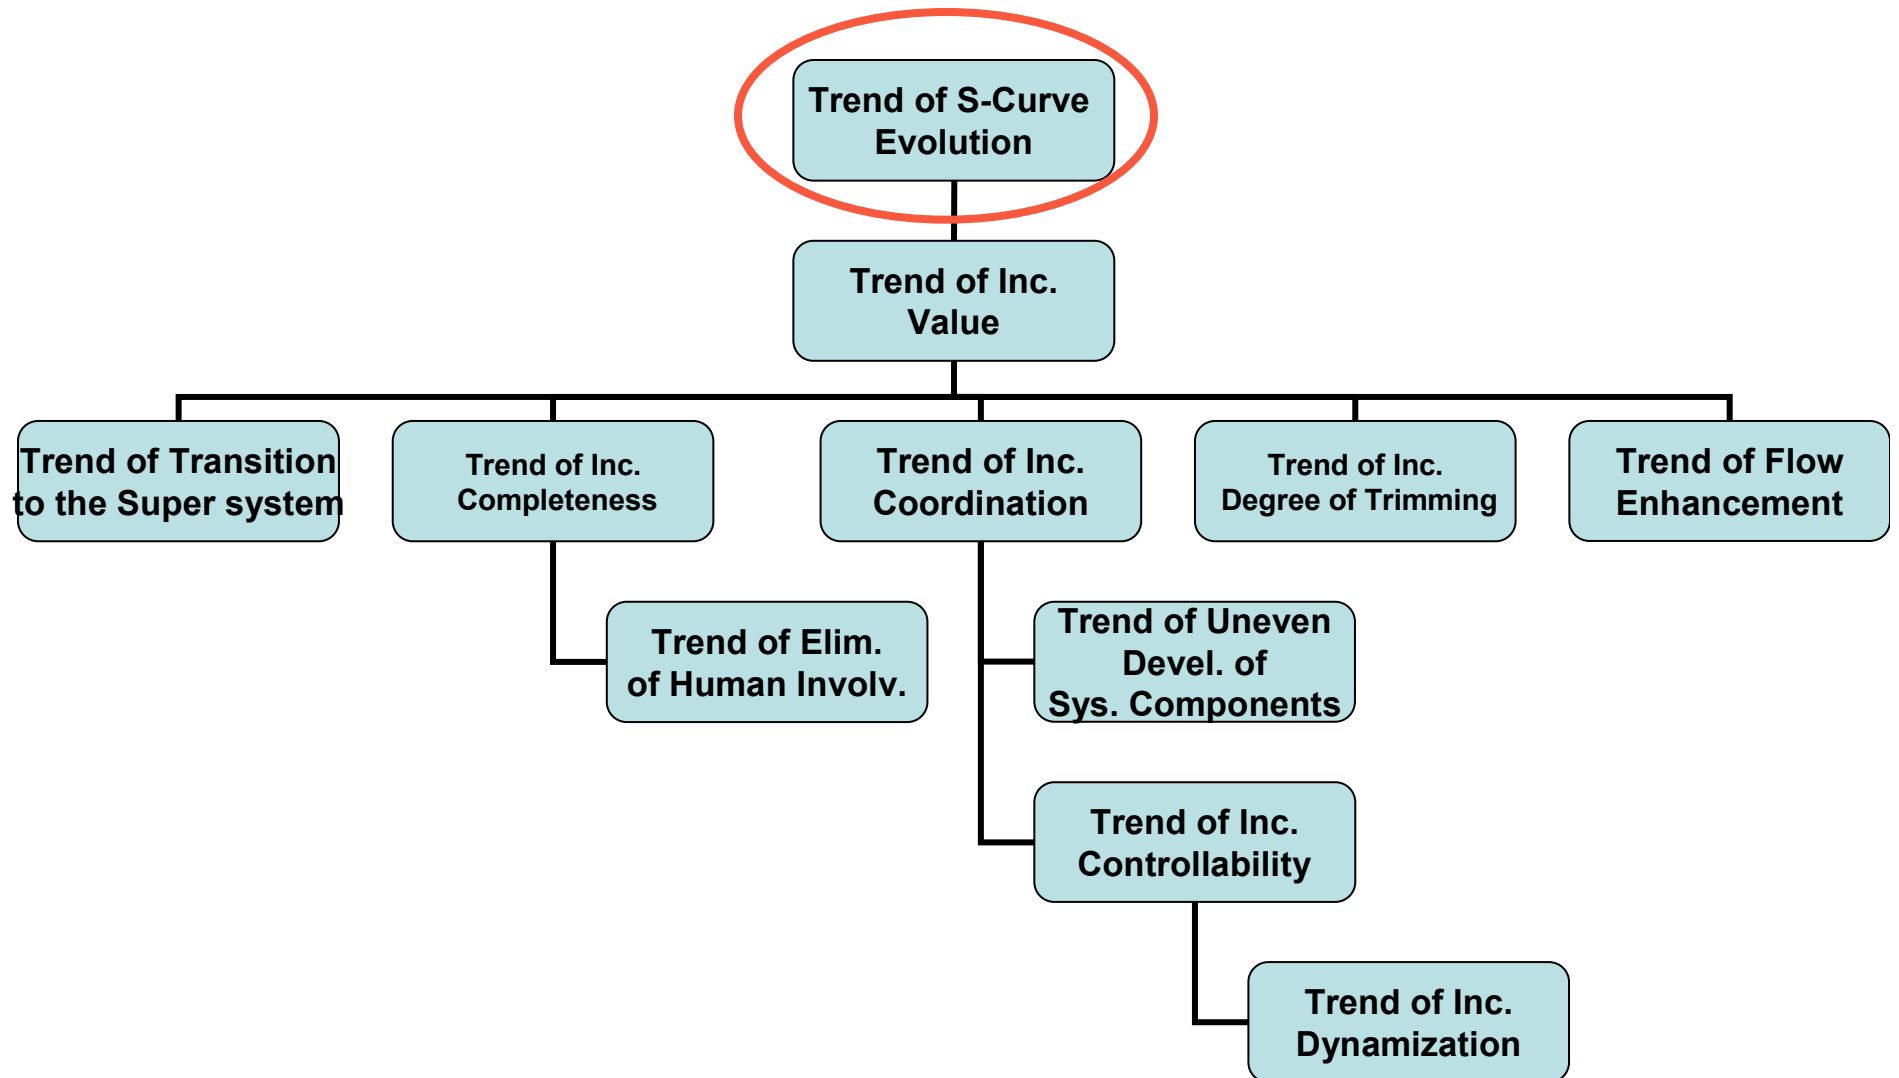 Trend of S-Curve
Evolution
Trend of Inc.
Value
Trend of Transition
to the Super system
Trend of Inc.
Completeness
Trend of Inc.
Coordination
Trend of Inc.
Degree of Trimming
Trend of Flow
Enhancement
Trend of Elim.
of Human Involv.
Trend of Uneven
Devel. of
Sys. Components
Trend of Inc.
Controllability
Trend of Inc.
Dynamization